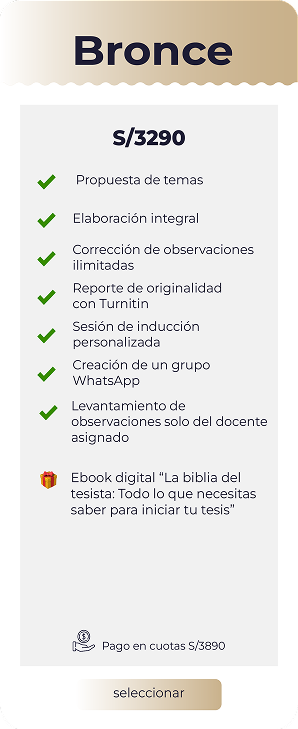 Bronce
S/3290
Propuesta de temas
Elaboración integral
Corrección de observaciones
ilimitadas
Reporte de originalidad
con Turnitin
Sesión de inducción
personalizada
Creación de un grupo
WhatsApp
Levantamiento de
observaciones solo del docente
asignado
Ebook digital “La biblia del
tesista: Todo lo que necesitas
saber para iniciar tu tesis”
Pago en cuotas S/3890
seleccionar